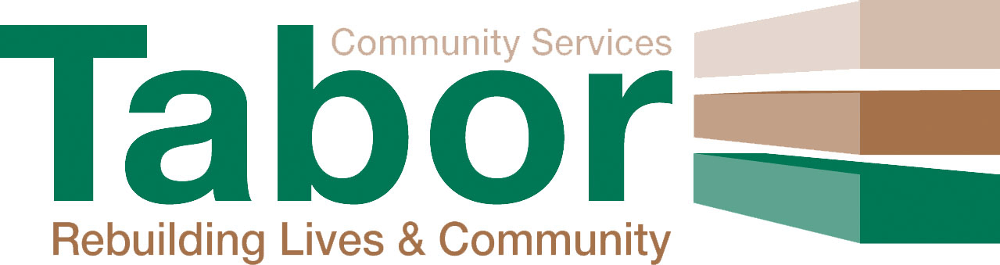 Community Services
Tabor
Rebuilding Lives & Community